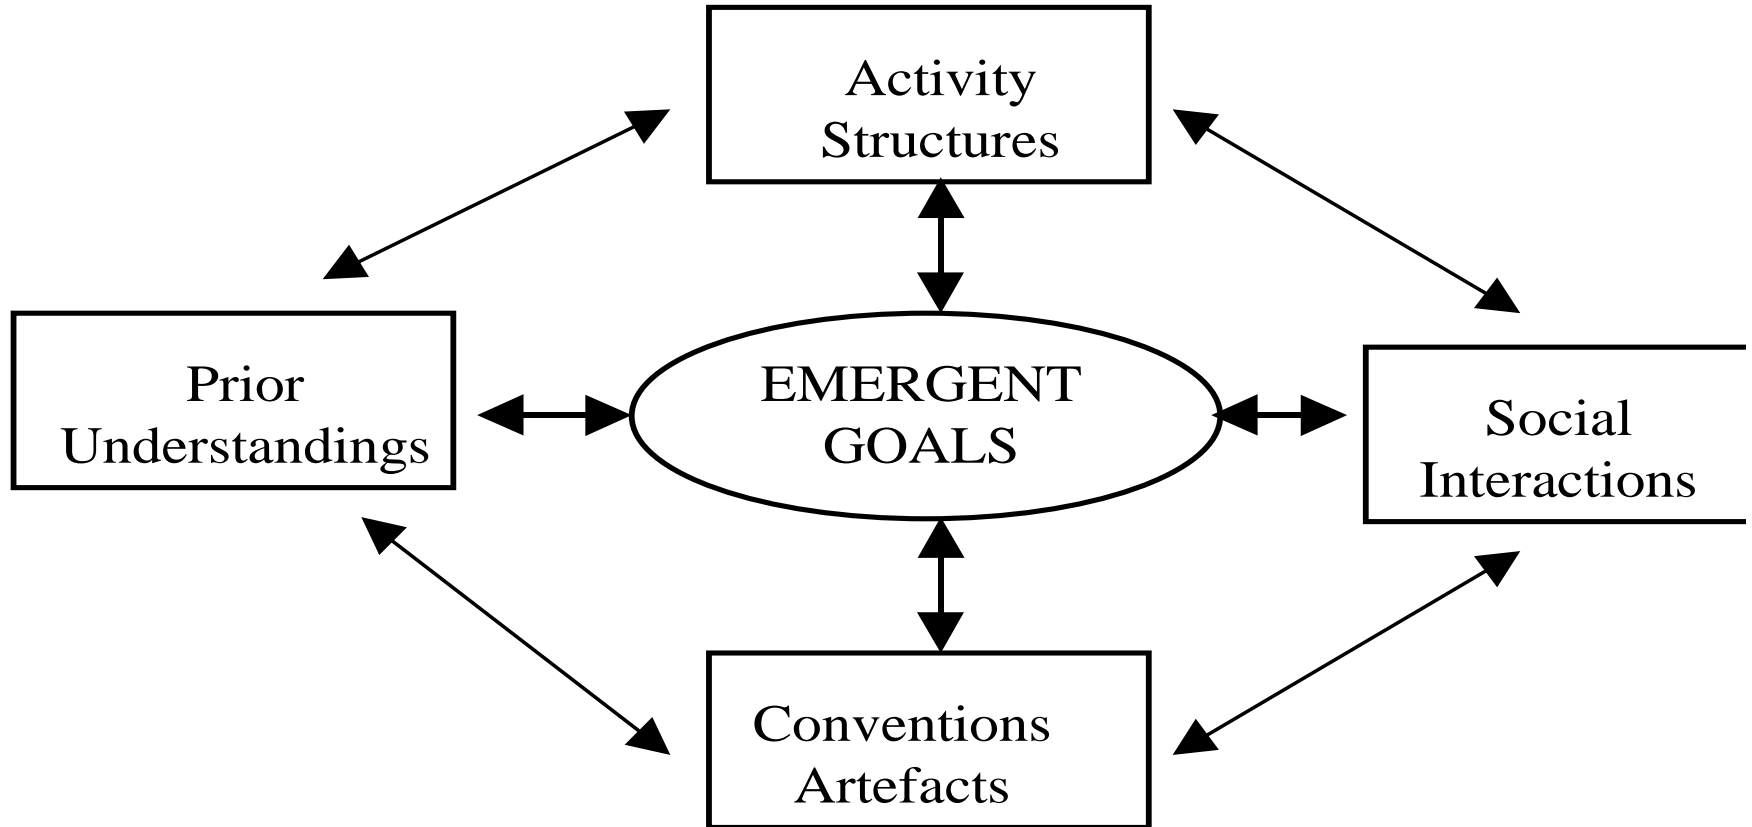 Activity
Structures
Prior
Understandings
EMERGENT
GOALS
Social
Interactions
Conventions
Artefacts